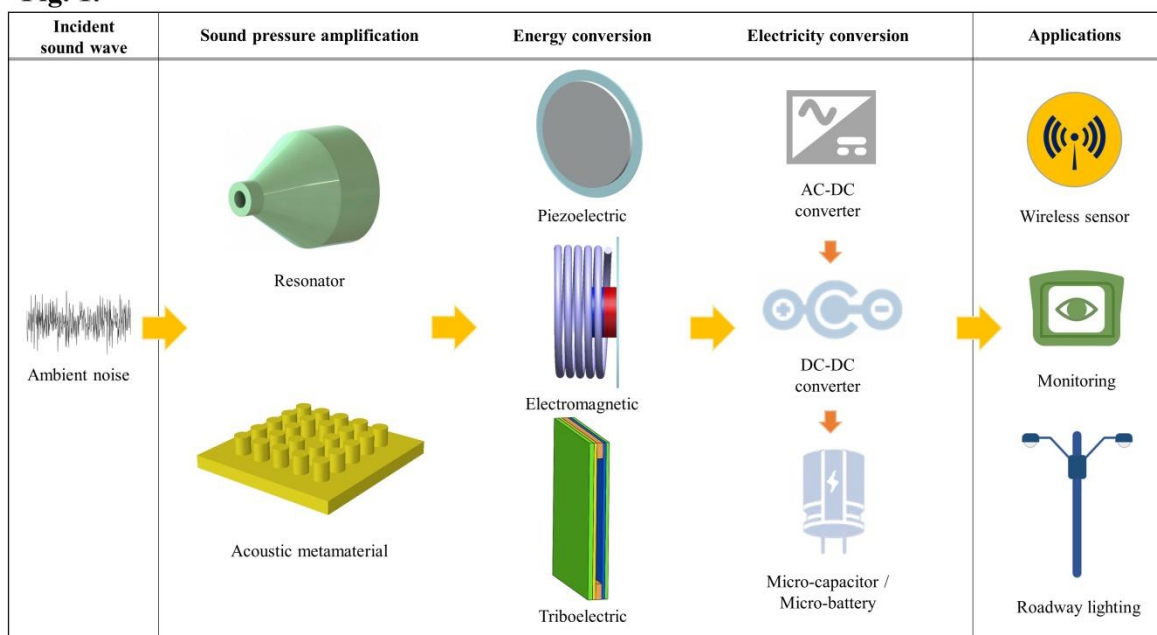 Fig. 1.
Incident
sound wave
Sound pressure amplification
Energy conversion
Electricity conversion
Applications
Ambient noise
Resonator
Acoustic metamaterial
Piezoelectric
Electromagnetic
Triboelectric
AC-DC
converter
DC-DC
converter
Micro-capacitor /
Micro-battery
Wireless sensor
Monitoring
Roadway lighting